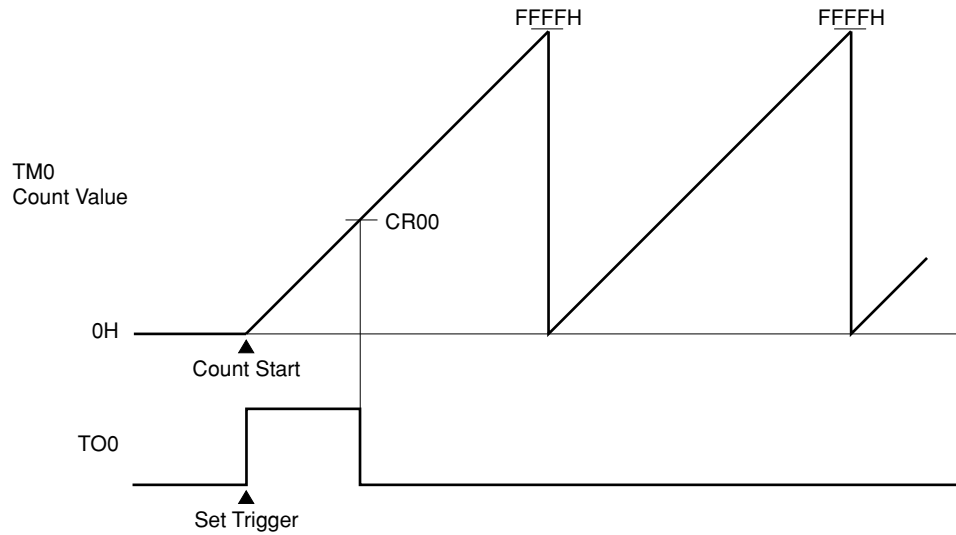 FFFFH
FFFFH
TM0
Count Value
CR00
0H
Count Start
TO0
Set Trigger